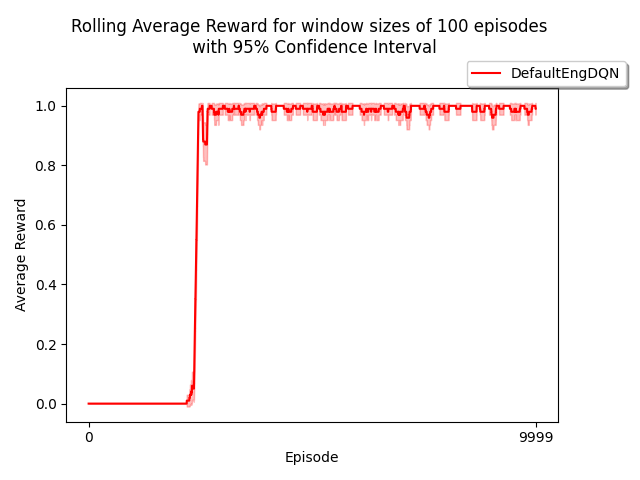 Rolling Average Reward for window sizes of 100 episodes
with 95% Confidence Interval
DefaultEngDQN
1.0
0.8
0.6
0.4
0.2
0.0
Average Reward
0
9999
Episode